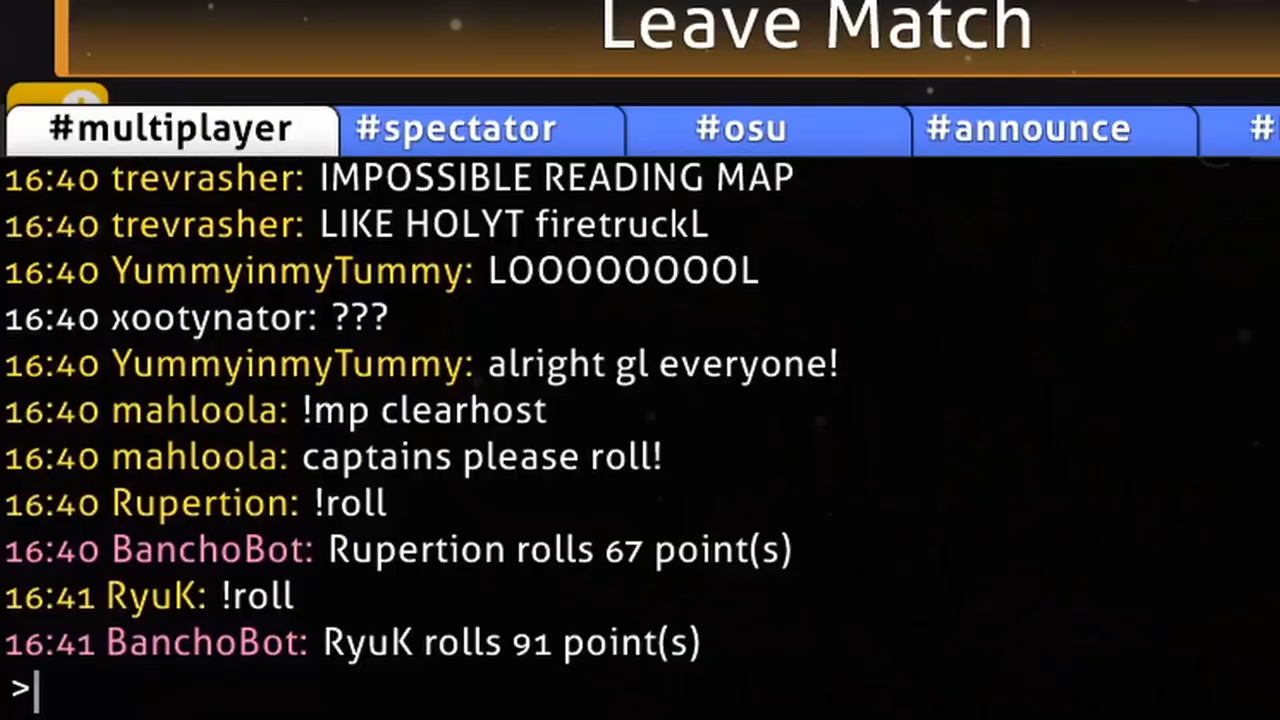 Leave Match
#multiplayer #spectator #osu #announce #
16:40 trevrasher: IMPOSSIBLE READING MAP
16:40 trevrasher: LIKE HOLYT firetruckL
16:40 YummyinmyTummy: LOOOOOOOOL
16:40 xootynator: ???
16:40 YummyinmyTummy: alright gl everyone!
16:40 mahloola: !mp clearhost
16:40 mahloola: captains please roll!
16:40 Rupertion: !roll
16:40 BanchoBot: Rupertion rolls 67 point(s)
16:41 RyuK: !roll
16:41 BanchoBot: RyuK rolls 91 point(s)
>